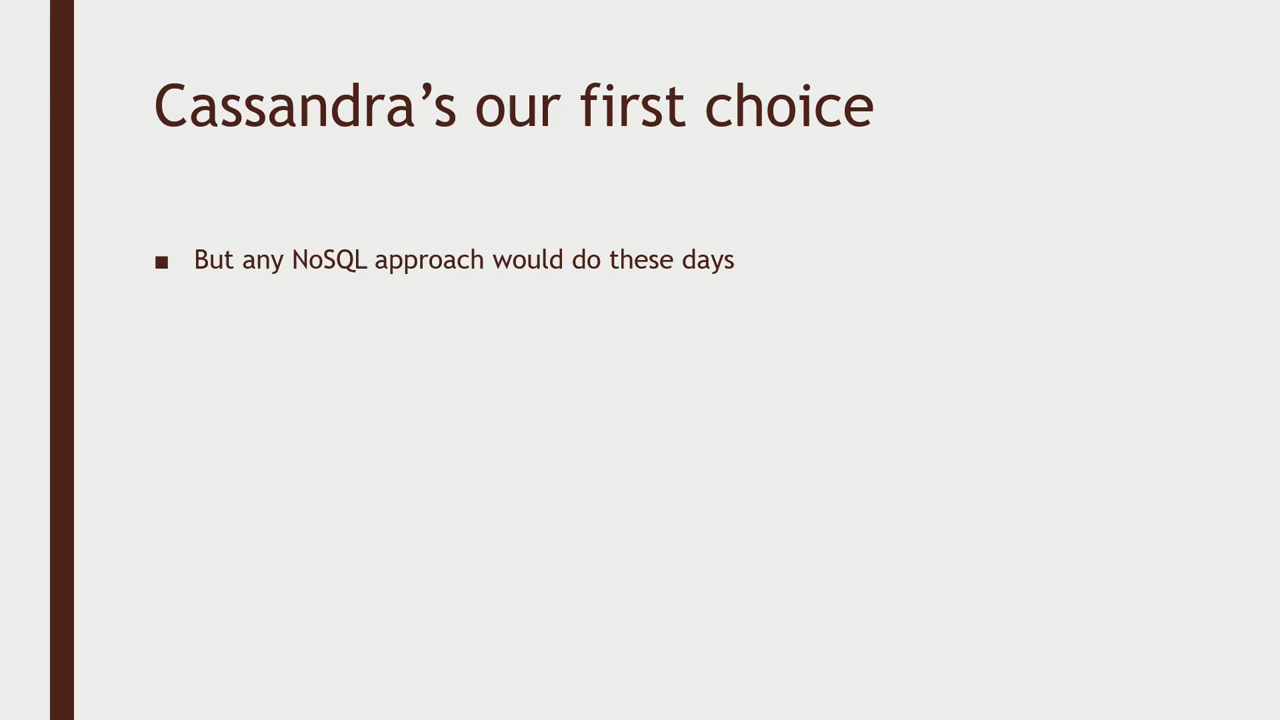 Cassandra’s our first choice
■ But any NoSQL approach would do these days